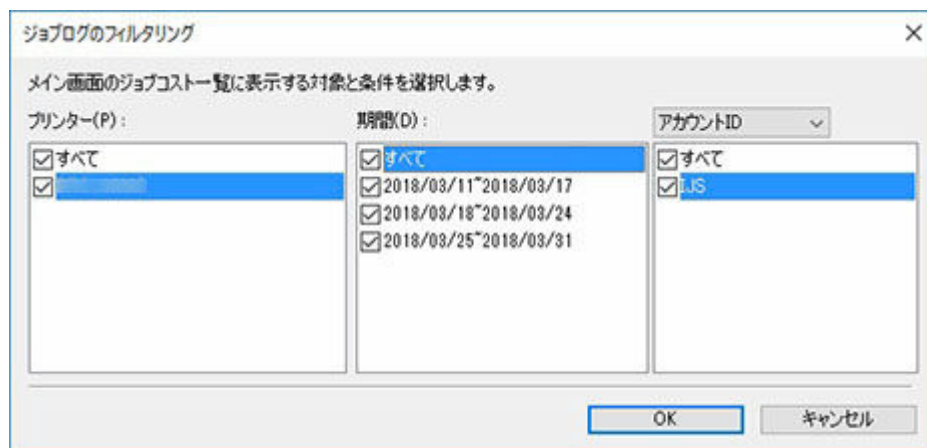 ジョブログのフィルタリング
メイン画面のジョブコスト一覧に表示する対象と条件を選択します。
プリンター(P):
期間(D):
アカウントID
すべて
すべて
2018/03/11~2018/03/17
2018/03/18~2018/03/24
2018/03/25~2018/03/31
すべて
IJS
OK
キャンセル